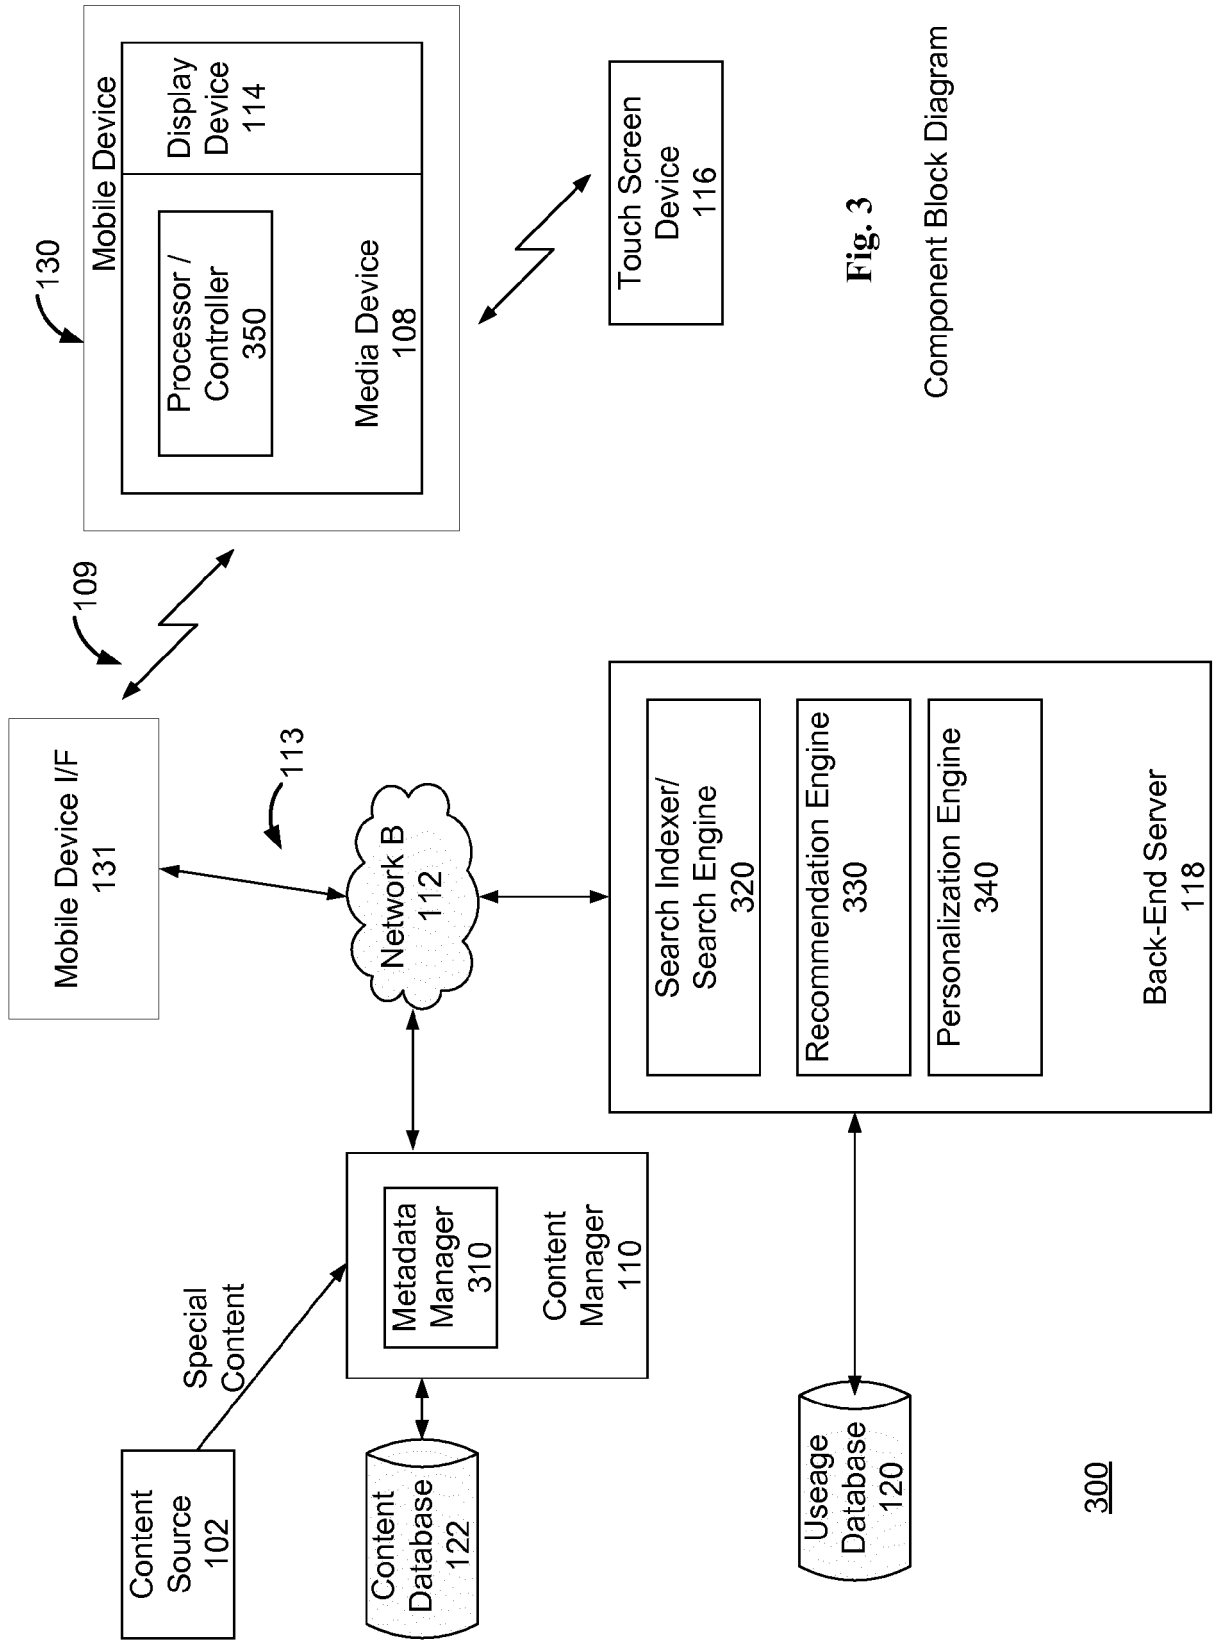 Content
Source
102
Special
Content
Content
Database
122
Metadata
Manager
310
Content
Manager
110
Mobile Device I/F
131
113
Network B
112
109
130
Mobile Device
Processor /
Controller
350
Media Device
108
Display
Device
114
Touch Screen
Device
116
Useage
Database
120
Search Indexer/
Search Engine
320
Recommendation Engine
330
Personalization Engine
340
Back-End Server
118
300
Fig. 3
Component Block Diagram